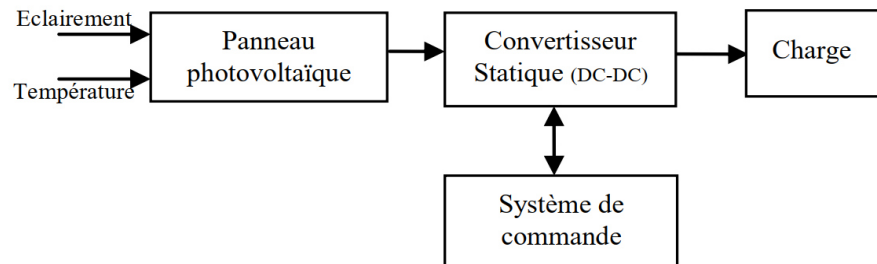 Eclairement
Température
Panneau
photovoltaïque
Convertisseur
Statique (DC-DC)
Charge
Système de
commande